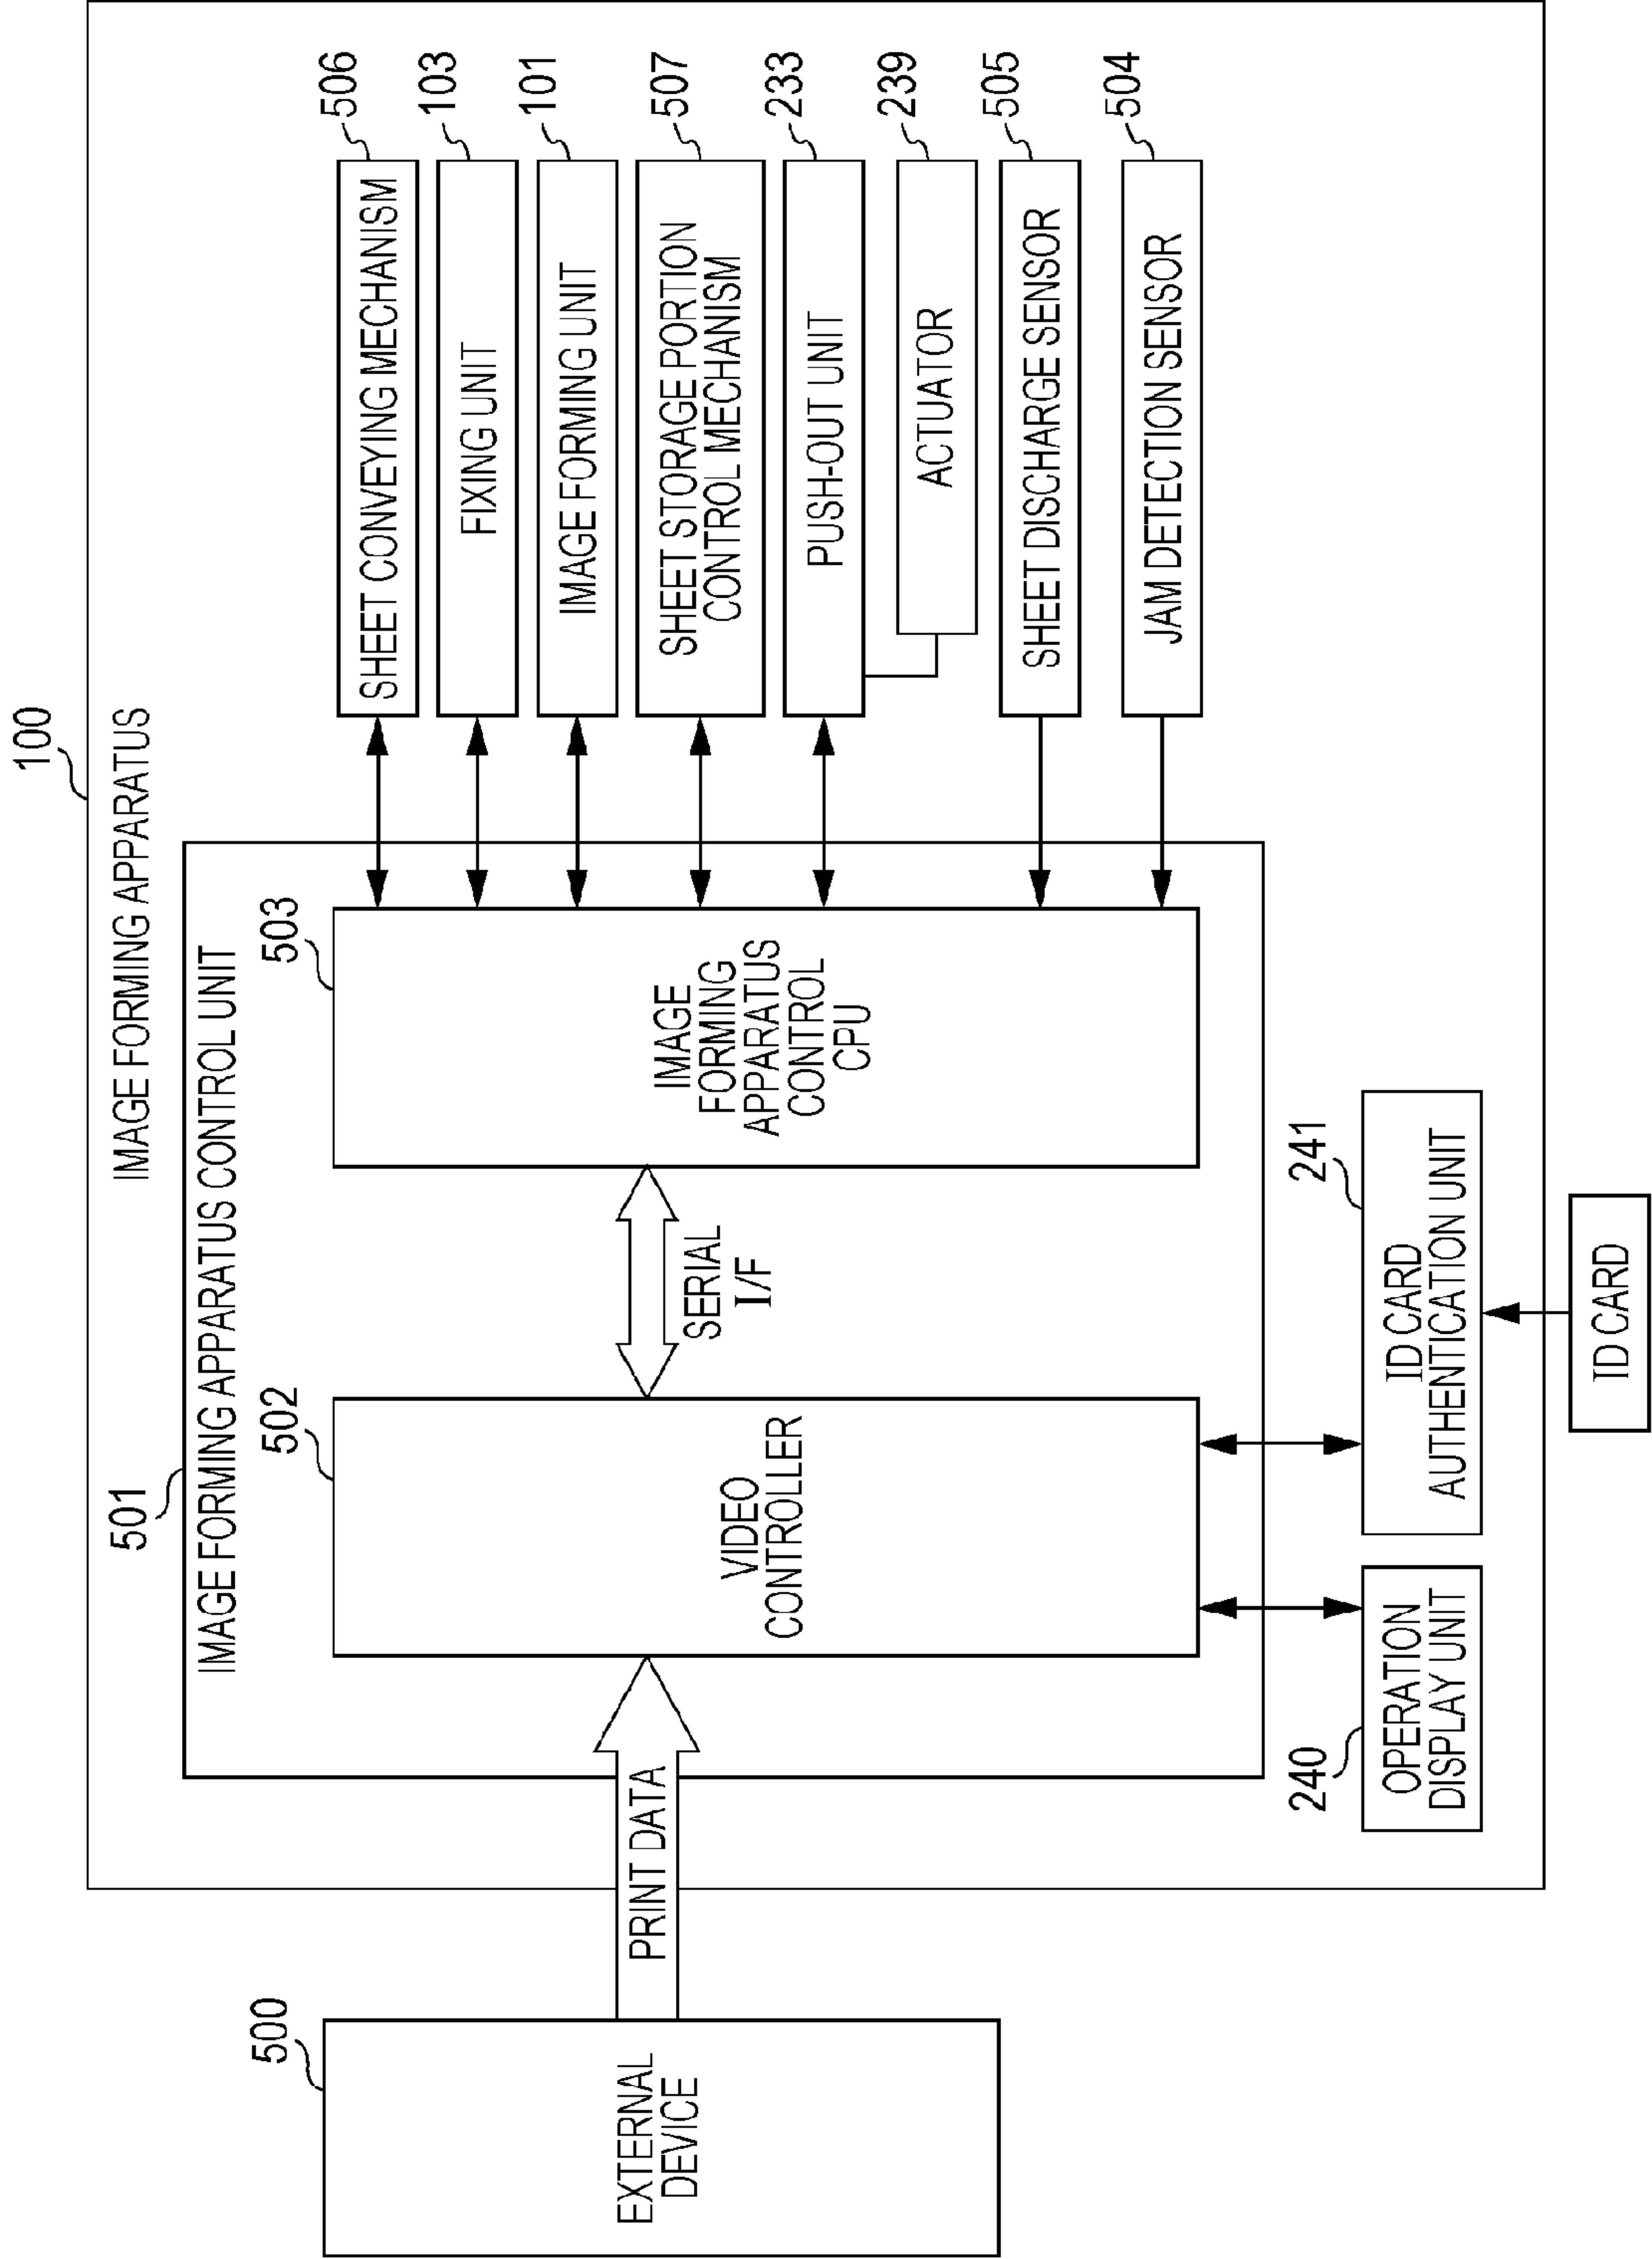 100
IMAGE FORMING APPARATUS
501
IMAGE FORMING APPARATUS CONTROL UNIT
500
EXTERNAL
DEVICE
PRINT DATA
502
VIDEO
CONTROLLER
SERIAL
I/F
503
IMAGE
FORMING
APPARATUS
CONTROL
CPU
506
SHEET CONVEYING MECHANISM
103
FIXING UNIT
101
IMAGE FORMING UNIT
507
SHEET STORAGE PORTION
CONTROL MECHANISM
233
PUSH-OUT UNIT
239
ACTUATOR
505
SHEET DISCHARGE SENSOR
504
JAM DETECTION SENSOR
240
OPERATION
DISPLAY UNIT
241
ID CARD
AUTHENTICATION UNIT
ID CARD